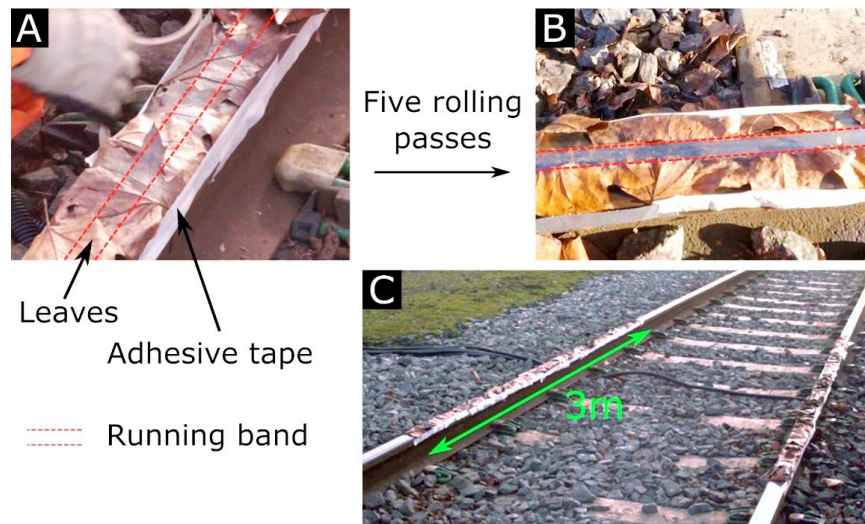 A
B
Five rolling
passes
C
Leaves
Adhesive tape
3m
Running band